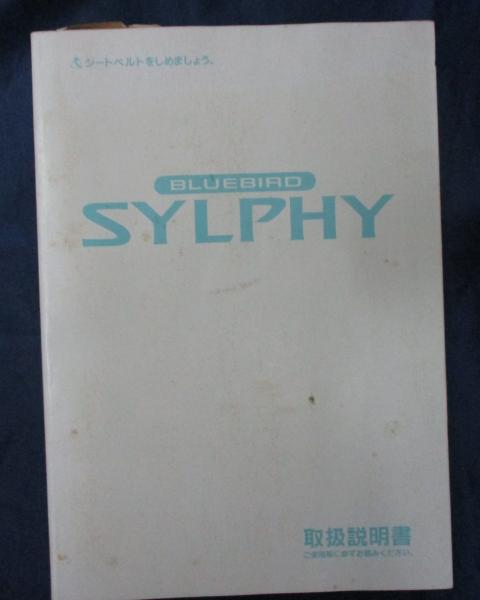 シートベルトをしめましょう。
BLUEBIRD
SYLPHY
取扱説明書
ご使用前に必ずお読みください。